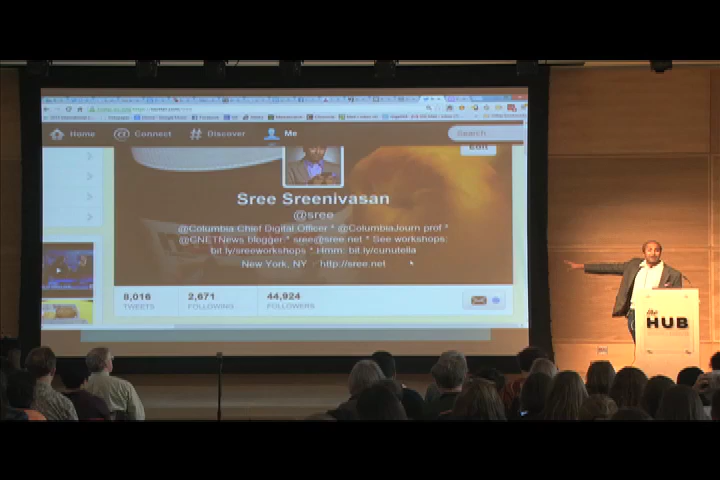 Home
Connect
Discover
Me
Search
Edit
Sree Sreenivasan
@sree
@Columbia Chief Digital Officer * @ColumbiaJourn prof *
@CNETNews blogger * sree@sree.net * See workshops:
bit.ly/sreeworkshops * Hmm: bit.ly/cunutella
New York, NY http://sree.net
8,016
2,671
44,924
TWEETS
FOLLOWING
FOLLOWERS
the
HUB